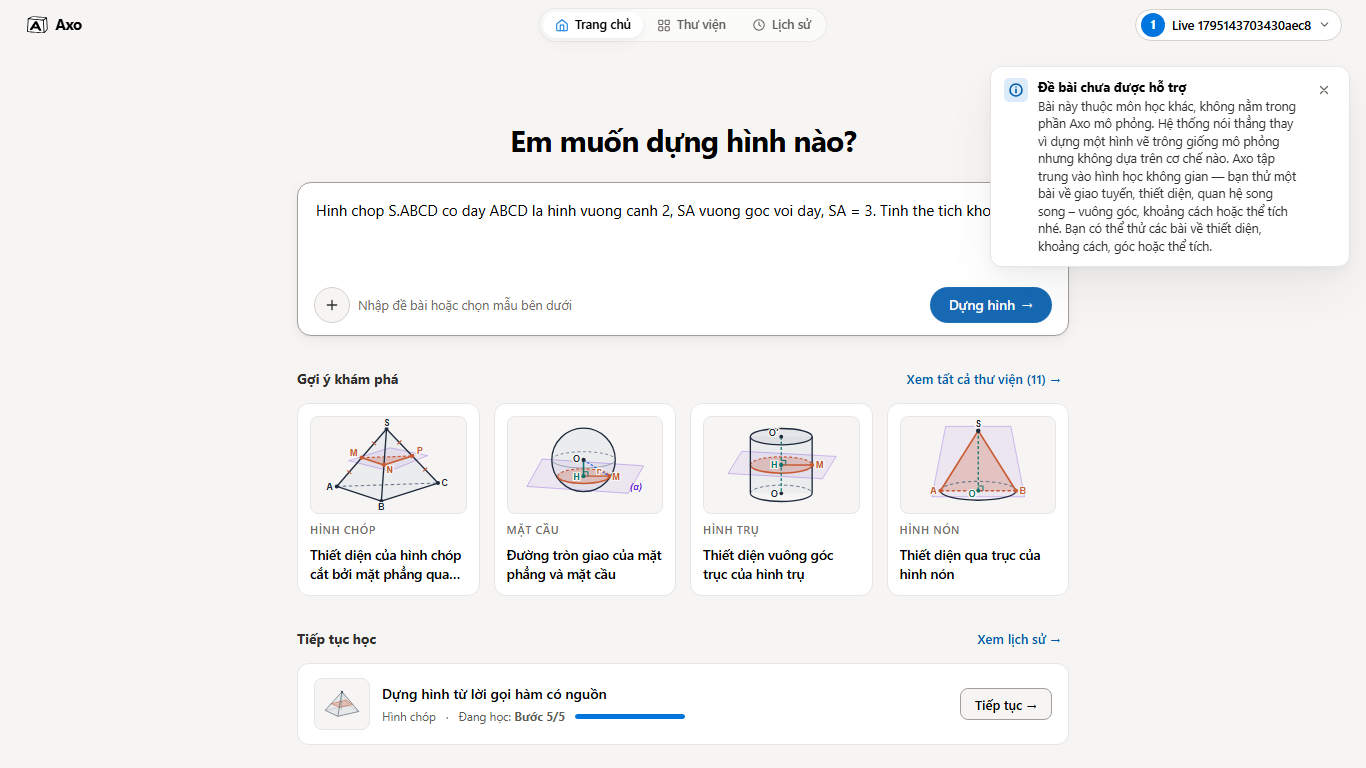 Axo
Trang chủ
Thư viện
Lịch sử
1
Live 1795143703430aec8
Đề bài chưa được hỗ trợ
Bài này thuộc môn học khác, không nằm trong
phần Axo mô phỏng. Hệ thống nói thẳng thay
vì dựng một hình vẽ trông giống mô phỏng
nhưng không dựa trên cơ chế nào. Axo tập
trung vào hình học không gian — bạn thử một
bài về giao tuyến, thiết diện, quan hệ song
song – vuông góc, khoảng cách hoặc thể tích
nhé. Bạn có thể thử các bài về thiết diện,
khoảng cách, góc hoặc thể tích.
Em muốn dựng hình nào?
Hinh chop S.ABCD co day ABCD la hinh vuong canh 2, SA vuong goc voi day, SA = 3. Tinh the tich kho
Nhập đề bài hoặc chọn mẫu bên dưới
Dựng hình →
Gợi ý khám phá
Xem tất cả thư viện (11) →
S
M
P
N
A
C
B
O
r
H
M
(α)
O'
H
M
O
S
A
O
B
HÌNH CHÓP
Thiết diện của hình chóp
cắt bởi mặt phẳng qua...
MẶT CẦU
Đường tròn giao của mặt
phẳng và mặt cầu
HÌNH TRỤ
Thiết diện vuông góc
trục của hình trụ
HÌNH NÓN
Thiết diện qua trục của
hình nón
Tiếp tục học
Xem lịch sử →
Dựng hình từ lời gọi hàm có nguồn
Hình chóp · Đang học: Bước 5/5
Tiếp tục →